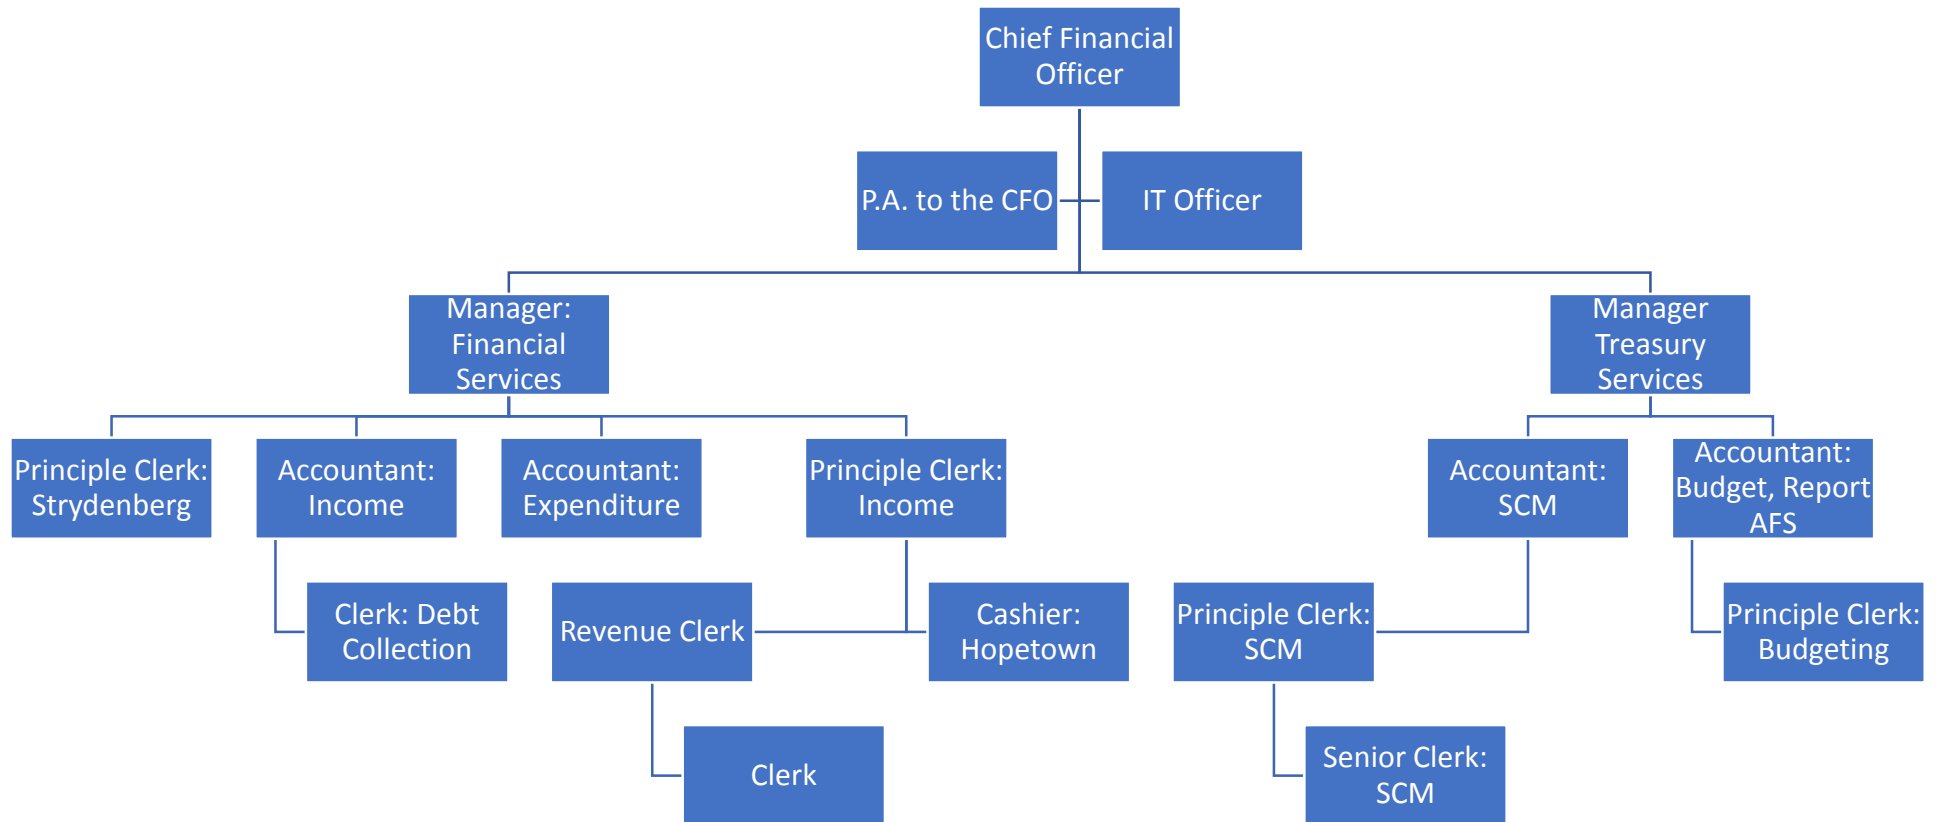 Chief Financial
Officer
P.A. to the CFO
IT Officer
Manager:
Financial
Services
Manager
Treasury
Services
Principle Clerk:
Strydenberg
Accountant:
Income
Accountant:
Expenditure
Principle Clerk:
Income
Accountant:
SCM
Accountant:
Budget, Report
AFS
Clerk: Debt
Collection
Revenue Clerk
Cashier:
Hopetown
Principle Clerk:
SCM
Principle Clerk:
Budgeting
Clerk
Senior Clerk:
SCM